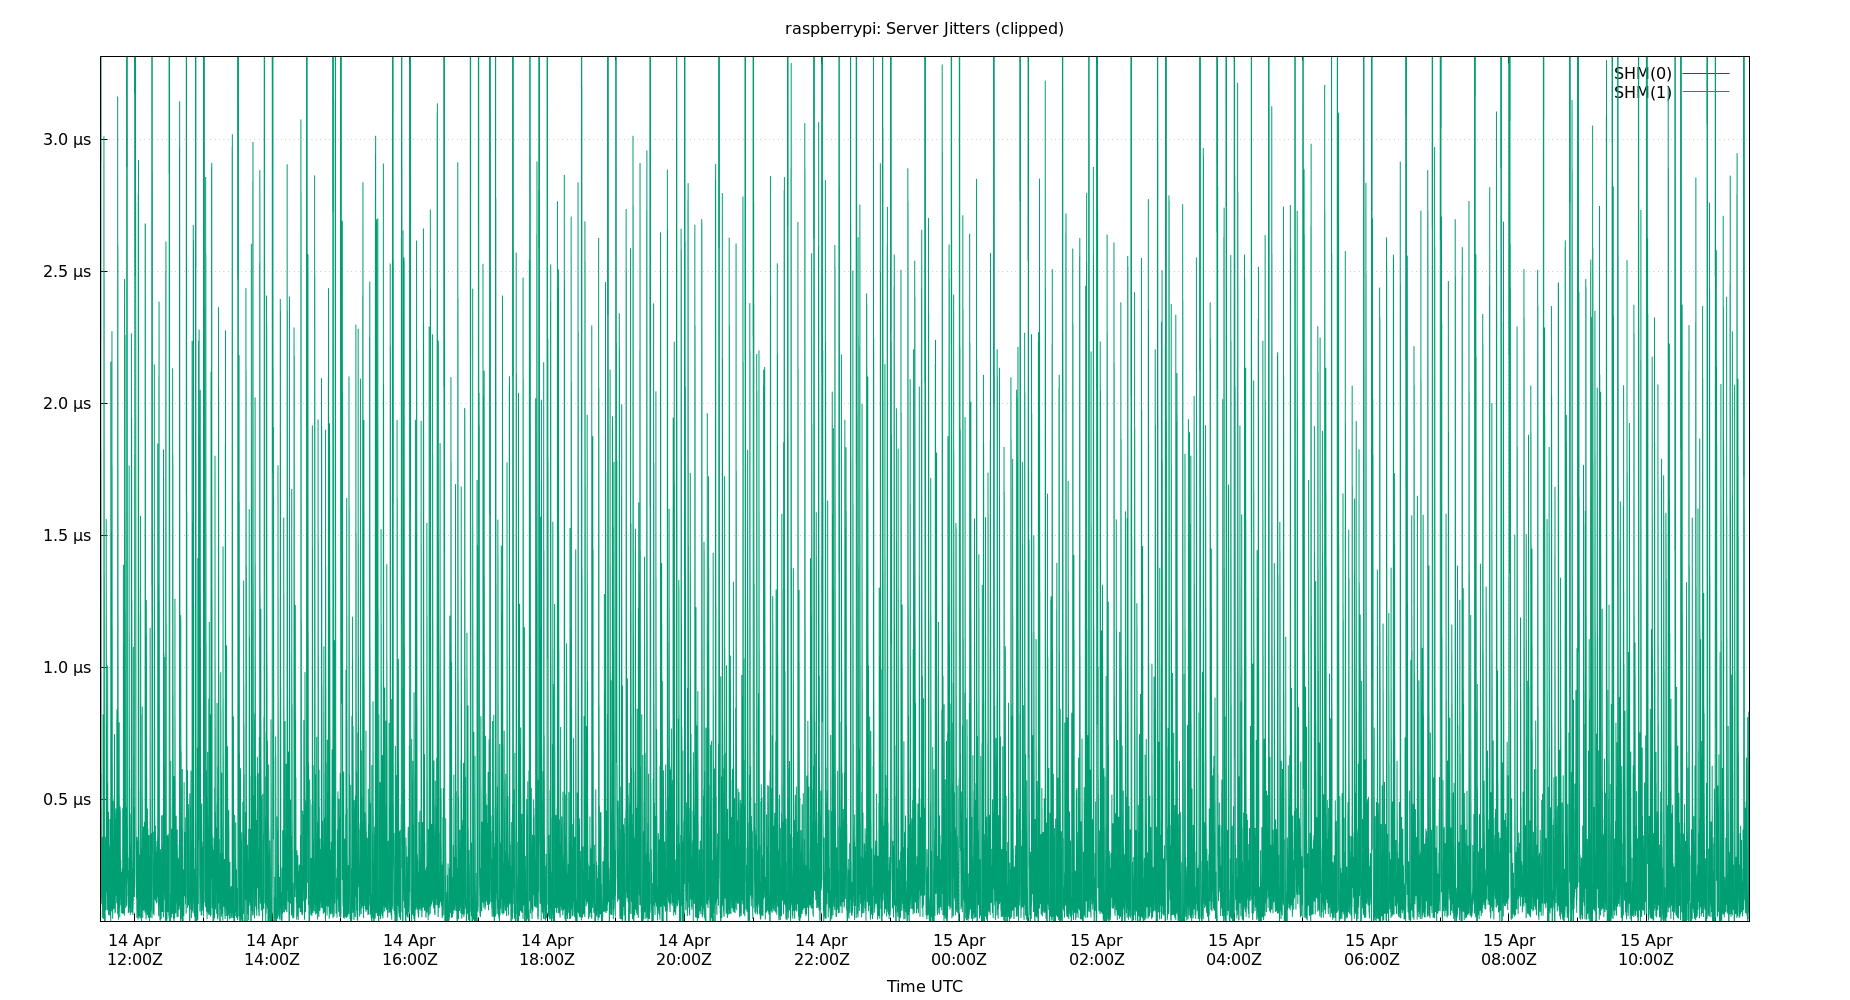 raspberrypi: Server Jitters (clipped)
SHM(0)
SHM(1)
3.0 μs
2.5 μs
2.0 μs
1.5 μs
1.0 μs
0.5 μs
14 Apr 14 Apr 14 Apr 14 Apr 14 Apr 14 Apr 15 Apr 15 Apr 15 Apr 15 Apr 15 Apr 15 Apr
12:00Z 14:00Z 16:00Z 18:00Z 20:00Z 22:00Z 00:00Z 02:00Z 04:00Z 06:00Z 08:00Z 10:00Z
Time UTC